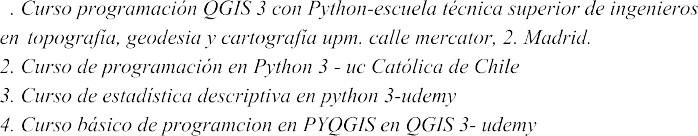 . Curso programación QGIS 3 con Python-escuela técnica superior de ingenieros
en topografía, geodesia y cartografía upm. calle mercator, 2. Madrid.
2. Curso de programación en Python 3 - uc Católica de Chile
3. Curso de estadística descriptiva en python 3-udemy
4. Curso básico de programcion en PYQGIS en QGIS 3- udemy